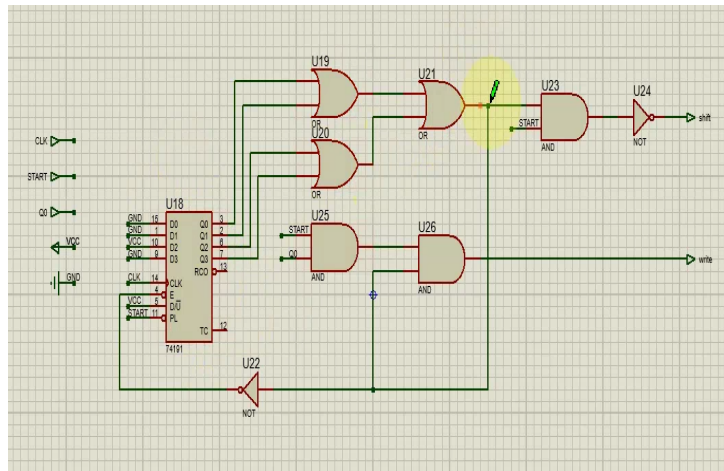 U19
OR
U21
OR
U23
START
AND
U24
NOT
shift
U20
OR
CLK
START
Q0
VCC
GND
U18
GND 15 D0 Q0 3
GND 1 D1 Q1 2
VCC 10 D2 Q2 6
GND 9 D3 Q3 7
RCO 13
CLK 14 CLK
4 E
VCC 5 D/U
START 11 PL
TC 12
74191
U25
START
Q0
AND
U26
AND
write
U22
NOT